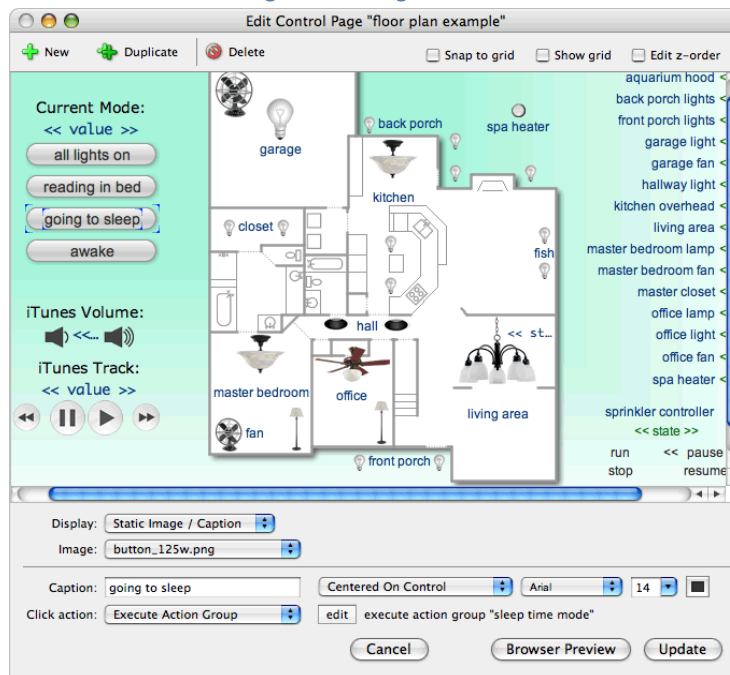 Edit Control Page "floor plan example"
New
Duplicate
Delete
Snap to grid
Show grid
Edit z-order
Current Mode:
<< value >>
all lights on
reading in bed
going to sleep
awake
iTunes Volume:
<<...
iTunes Track:
<< value >>
garage
back porch
spa heater
kitchen
closet
fish
hall
<< st...
master bedroom
office
living area
fan
front porch
aquarium hood <
back porch lights <
front porch lights <
garage light <
garage fan <
hallway light <
kitchen overhead <
living area <
master bedroom lamp <
master bedroom fan <
master closet <
office lamp <
office light <
office fan <
spa heater <
sprinkler controller
<< state >>
run << pause
stop resume
Display: Static Image / Caption
Image: button_125w.png
Caption: going to sleep Centered On Control Arial 14
Click action: Execute Action Group edit execute action group "sleep time mode"
Cancel Browser Preview Update